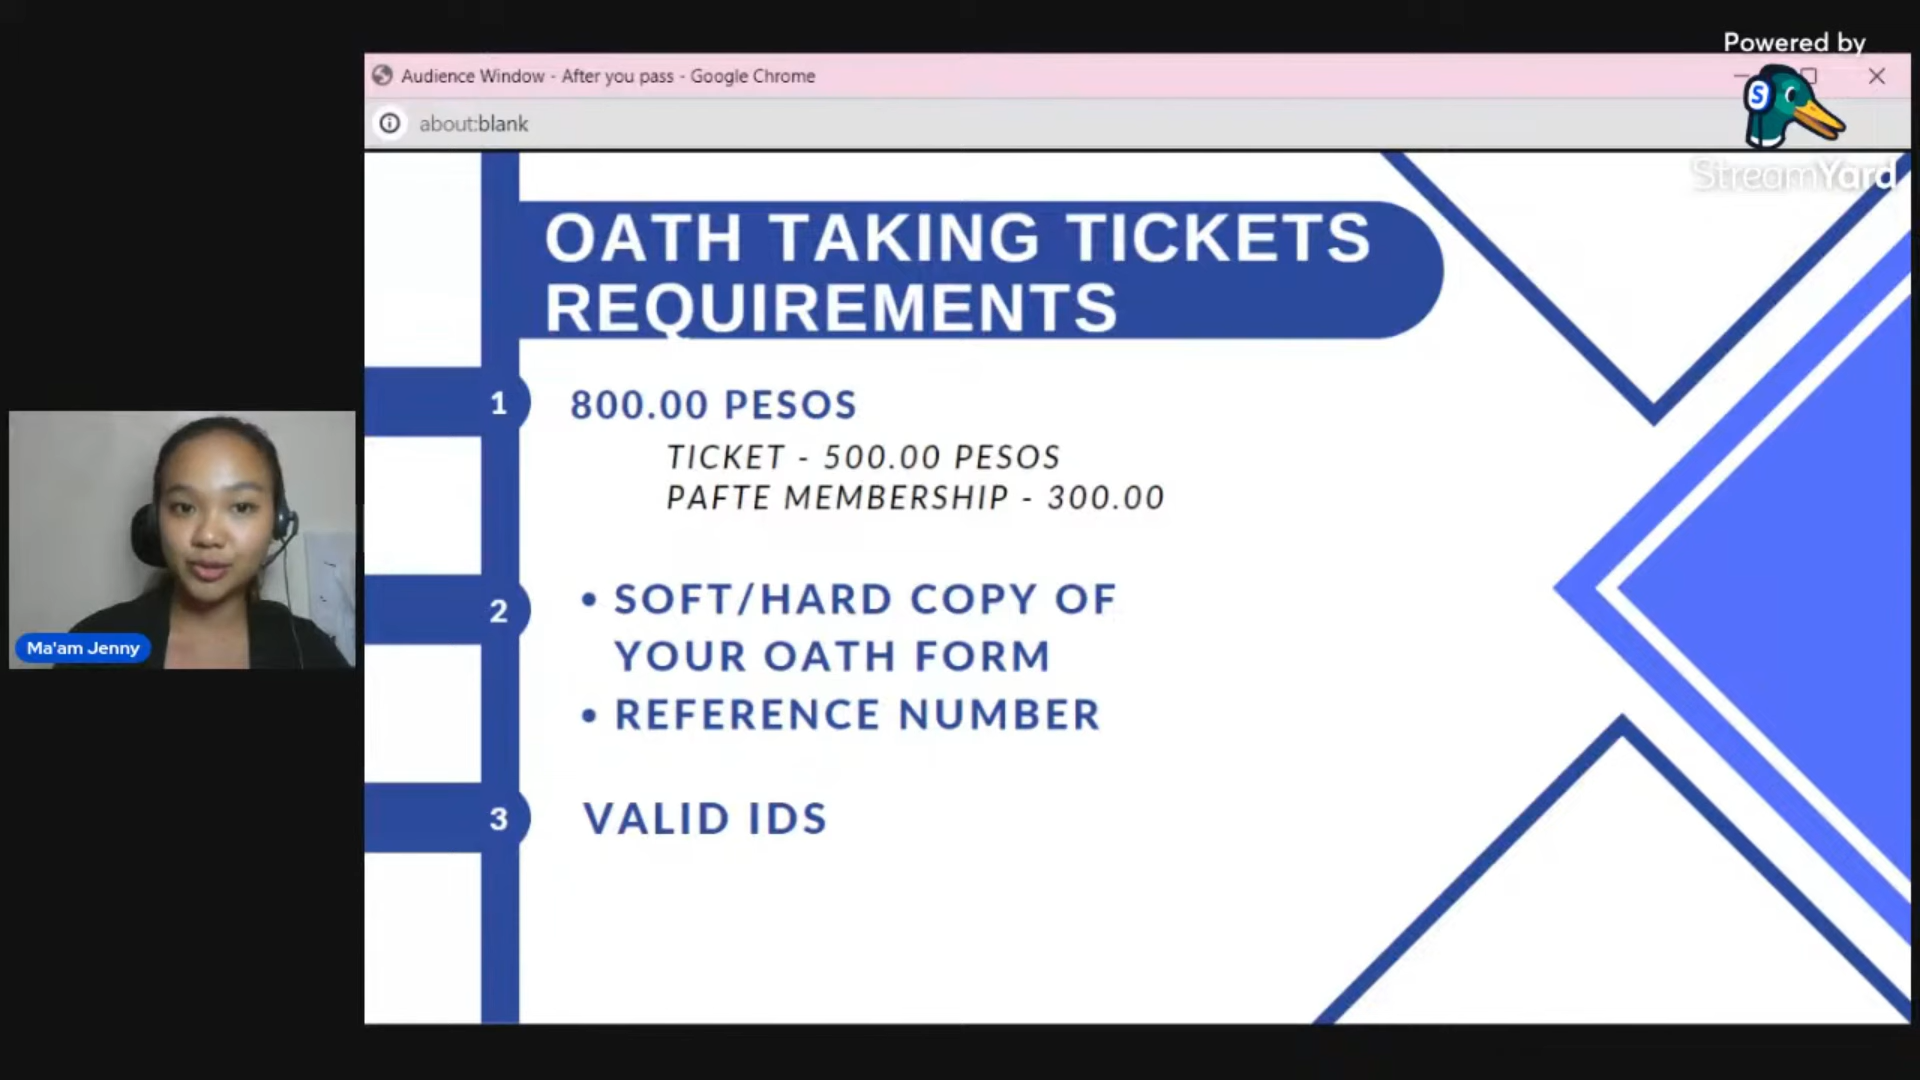 Powered by
StreamYard
Audience Window - After you pass - Google Chrome
about:blank
OATH TAKING TICKETS
REQUIREMENTS
1
800.00 PESOS
TICKET - 500.00 PESOS
PAFTE MEMBERSHIP - 300.00
2
• SOFT/HARD COPY OF
YOUR OATH FORM
• REFERENCE NUMBER
3
VALID IDS
Ma'am Jenny
S